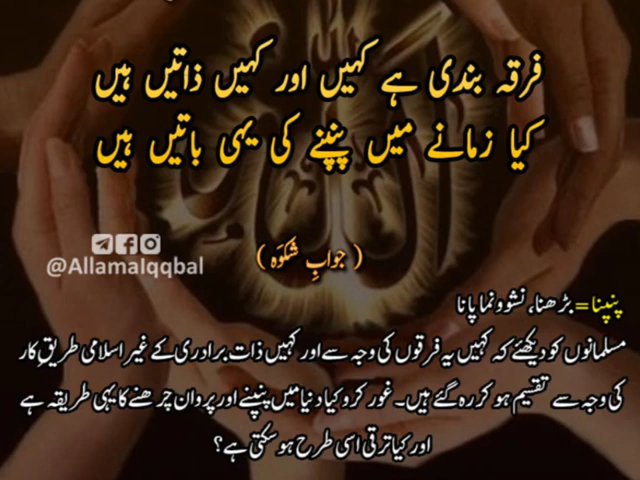 فرقہ بندی ہے کہیں اور کہیں ذاتیں ہیں
کیا زمانے میں پنپنے کی یہی باتیں ہیں
(جوابِ شکوَہ)
@AllamaIqqbal
پنپنا=بڑھنا، نشوونما پانا
مسلمانوں کو دیکھئے کہ کہیں یہ فرقوں کی وجہ سے اور کہیں ذات برادری کے غیر اسلامی طریقِ کار
کی وجہ سے تقسیم ہو کر رہ گئے ہیں۔ غور کرو کیا دنیا میں پنپنے اور پروان چڑھنے کا یہی طریقہ ہے
اور کیا ترقی اسی طرح ہو سکتی ہے؟